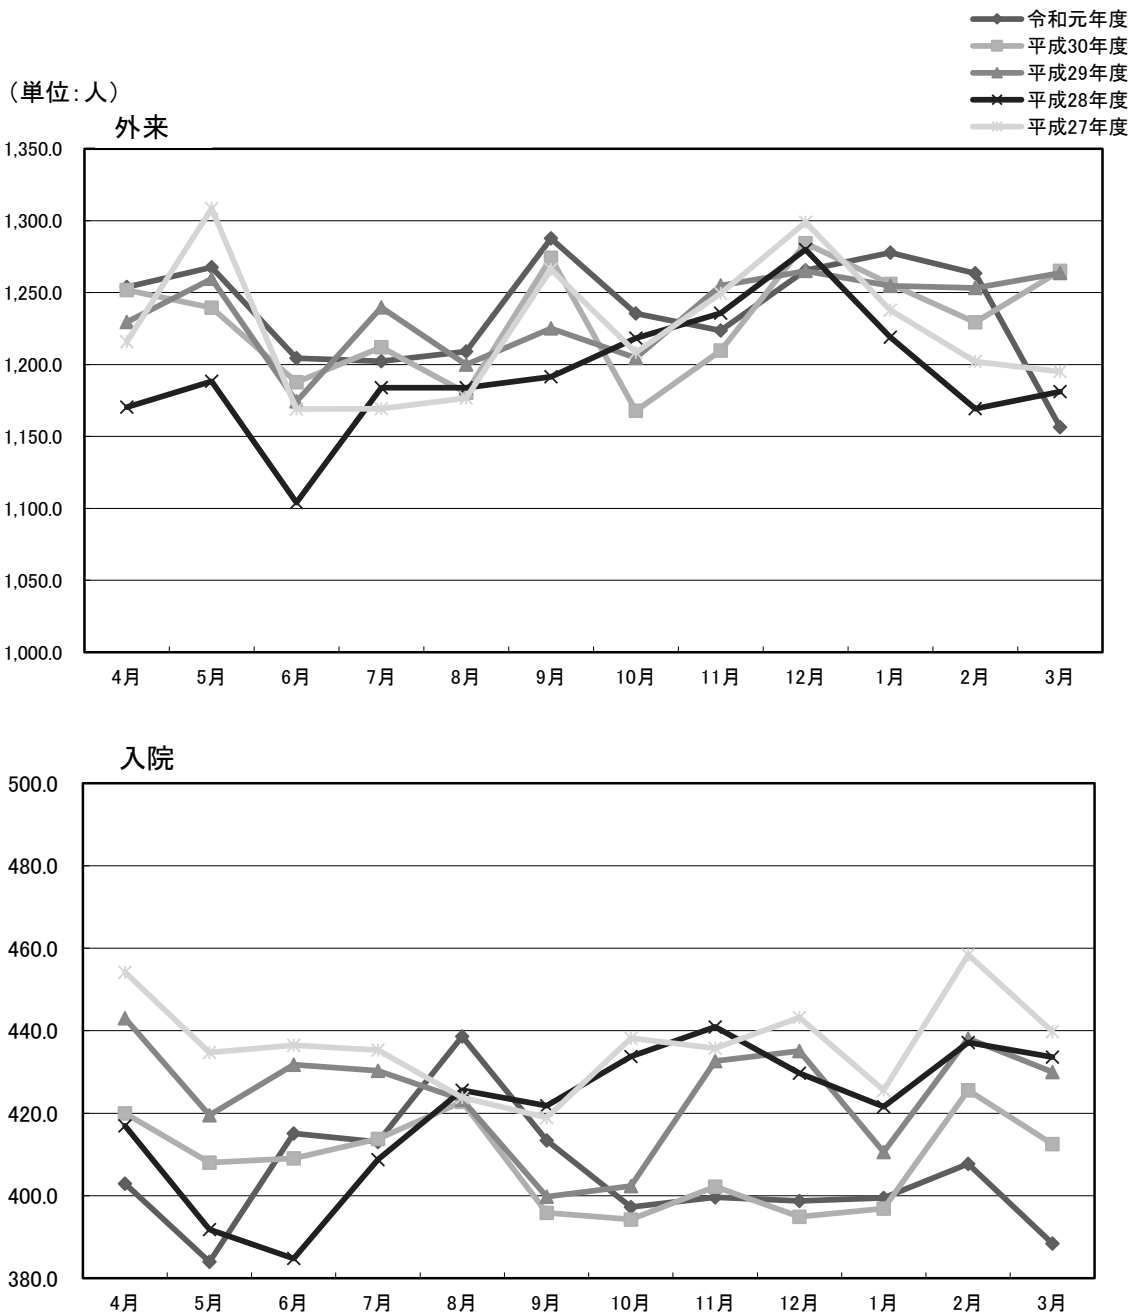 令和元年度
平成30年度
平成29年度
平成28年度
平成27年度
（単位：人）
外来
1,350.0
1,300.0
1,250.0
1,200.0
1,150.0
1,100.0
1,050.0
1,000.0
4月 5月 6月 7月 8月 9月 10月 11月 12月 1月 2月 3月
入院
500.0
480.0
460.0
440.0
420.0
400.0
380.0
4月 5月 6月 7月 8月 9月 10月 11月 12月 1月 2月 3月